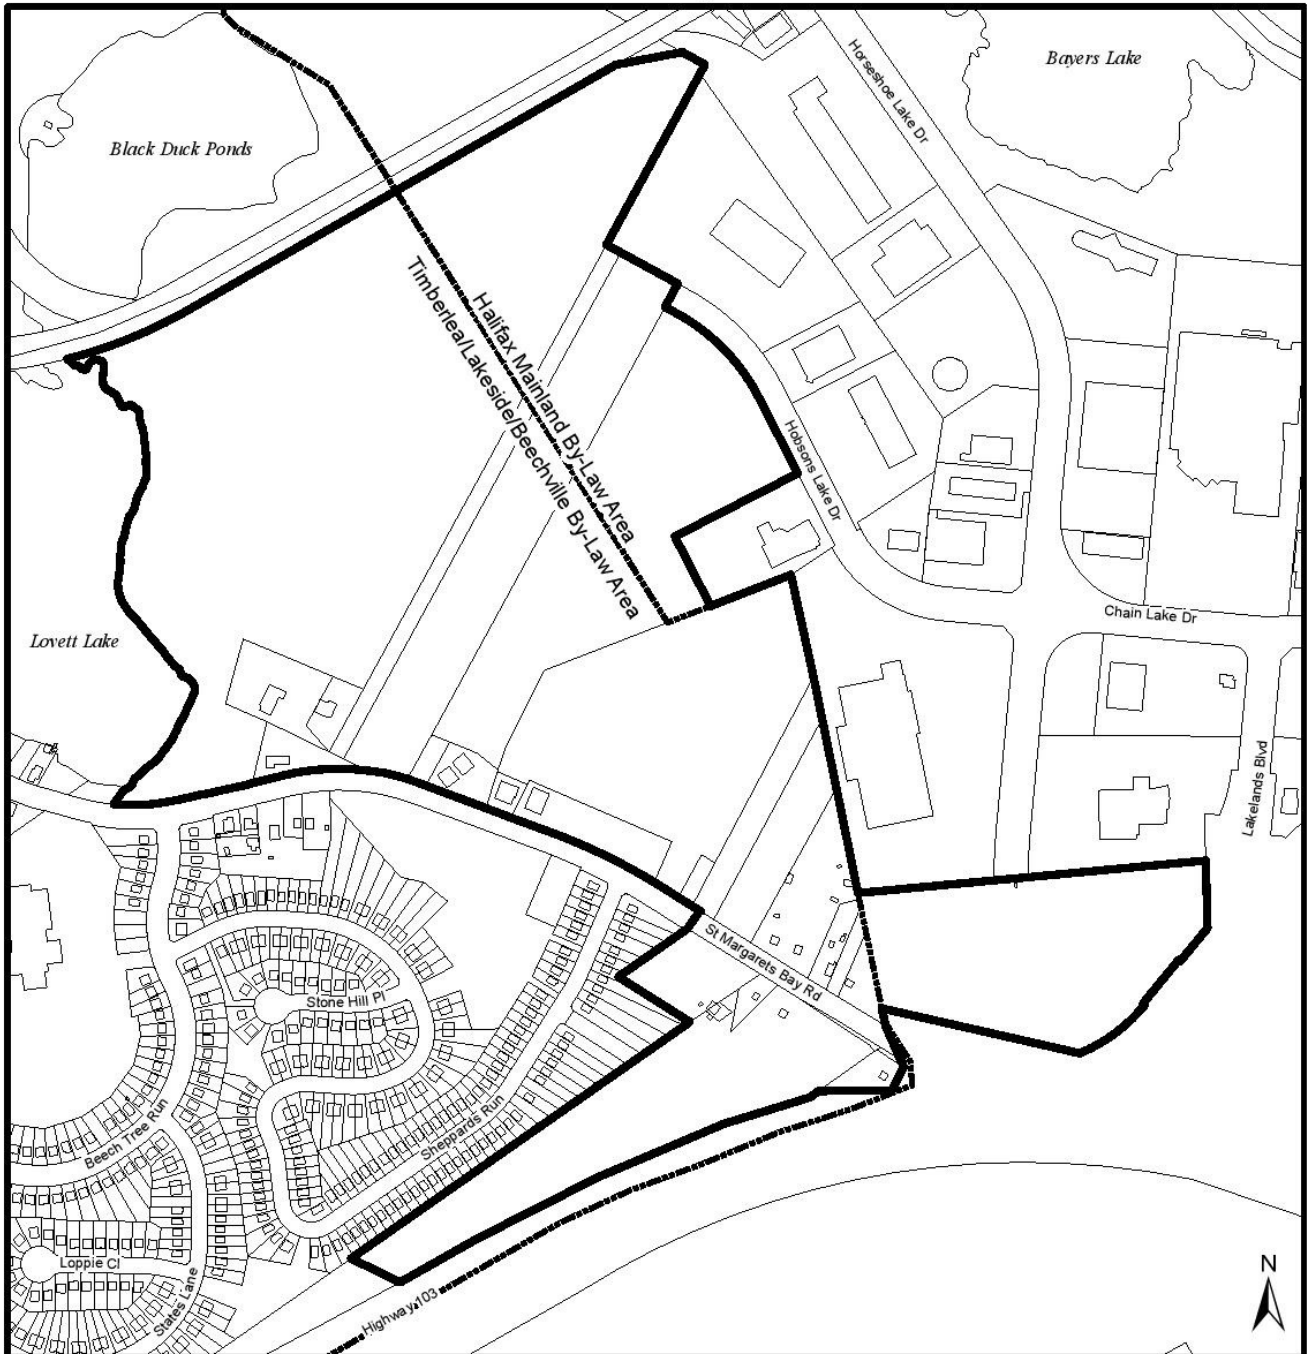 Bayers Lake
Horseshoe Lake Dr
Black Duck Ponds
Halifax Mainland By-Law Area
Timberlea/Lakeside/Beechville By-Law Area
Hobsons Lake Dr
Chain Lake Dr
Lovett Lake
Lakelands Blvd
St Margarets Bay Rd
Stone Hill Pl
Sheppards Run
Beech Tree Run
Loppie Cl
States Lane
Highway 103
N